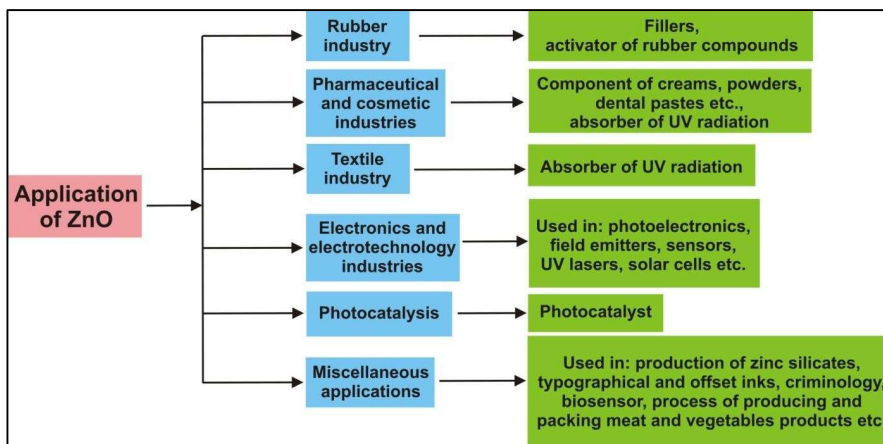 Application
of ZnO
Rubber
industry
Fillers,
activator of rubber compounds
Pharmaceutical
and cosmetic
industries
Component of creams, powders,
dental pastes etc.,
absorber of UV radiation
Textile
industry
Absorber of UV radiation
Electronics and
electrotechnology
industries
Used in: photoelectronics,
field emitters, sensors,
UV lasers, solar cells etc.
Photocatalysis
Photocatalyst
Miscellaneous
applications
Used in: production of zinc silicates,
typographical and offset inks, criminology,
biosensor, process of producing and
packing meat and vegetables products etc